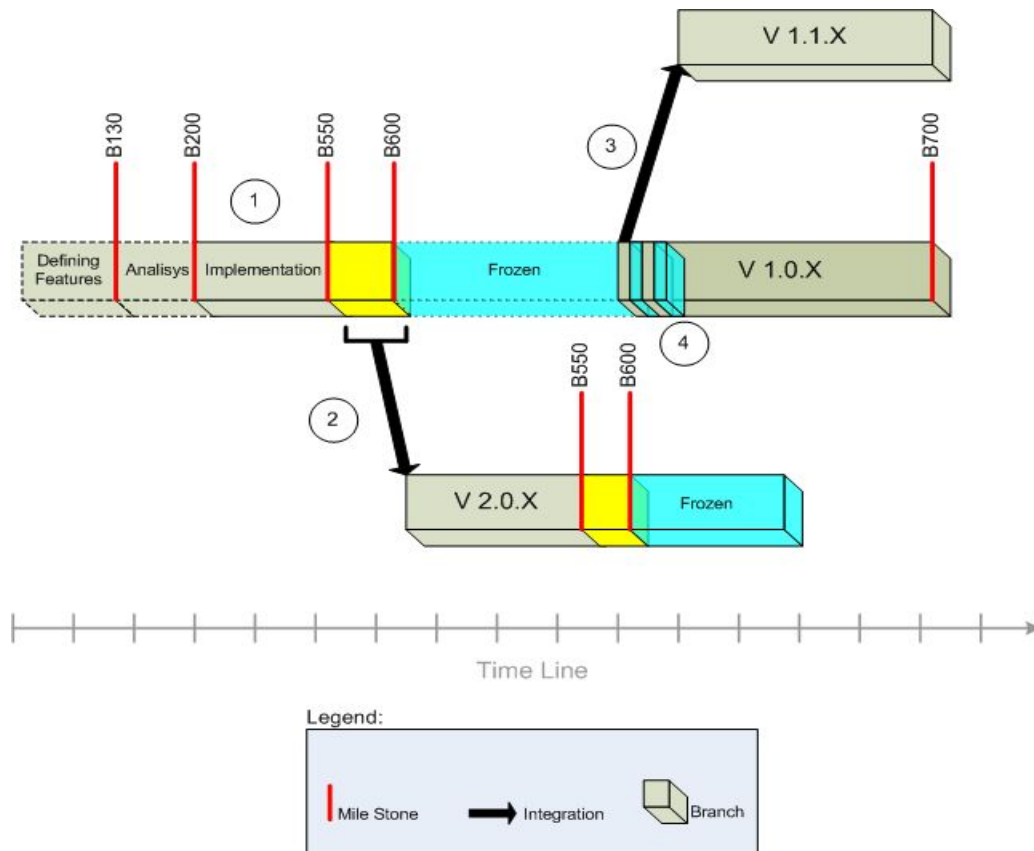 V 1.1.X
B130
B200
B550
B600
3
B700
1
Defining
Features
Analisys
Implementation
Frozen
V 1.0.X
4
B550
B600
2
V 2.0.X
Frozen
Time Line
Legend:
Mile Stone
Integration
Branch